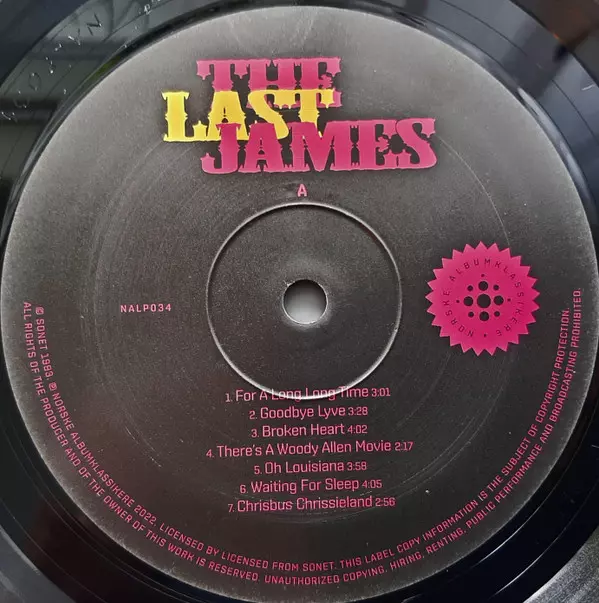 THE
LAST
JAMES
A
NALP034
NORSKE ALBUMKLASSIKERE
1. For A Long Long Time 3:01
2. Goodbye Lyve 3:28
3. Broken Heart 4:02
4. There's A Woody Allen Movie 2:17
5. Oh Louisiana 3:58
6. Waiting For Sleep 4:05
7. Chrisbus Chrissieland 2:56
© SONET 1983. ℗ NORSKE ALBUMKLASSIKERE 2022. LICENSED BY LICENSED FROM SONET. THIS LABEL COPY INFORMATION IS THE SUBJECT OF COPYRIGHT PROTECTION.
ALL RIGHTS OF THE PRODUCER AND OF THE OWNER OF THIS WORK IS RESERVED. UNAUTHORIZED COPYING, HIRING, RENTING, PUBLIC PERFORMANCE AND BROADCASTING PROHIBITED.